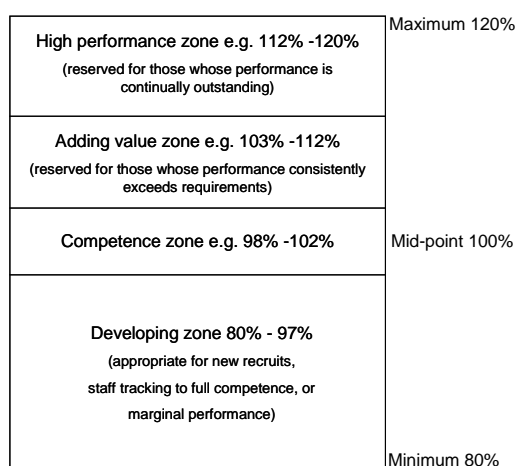 High performance zone e.g. 112% -120%
(reserved for those whose performance is
continually outstanding)
Maximum 120%
Adding value zone e.g. 103% -112%
(reserved for those whose performance consistently
exceeds requirements)
Competence zone e.g. 98% -102%
Mid-point 100%
Developing zone 80% - 97%
(appropriate for new recruits,
staff tracking to full competence, or
marginal performance)
Minimum 80%